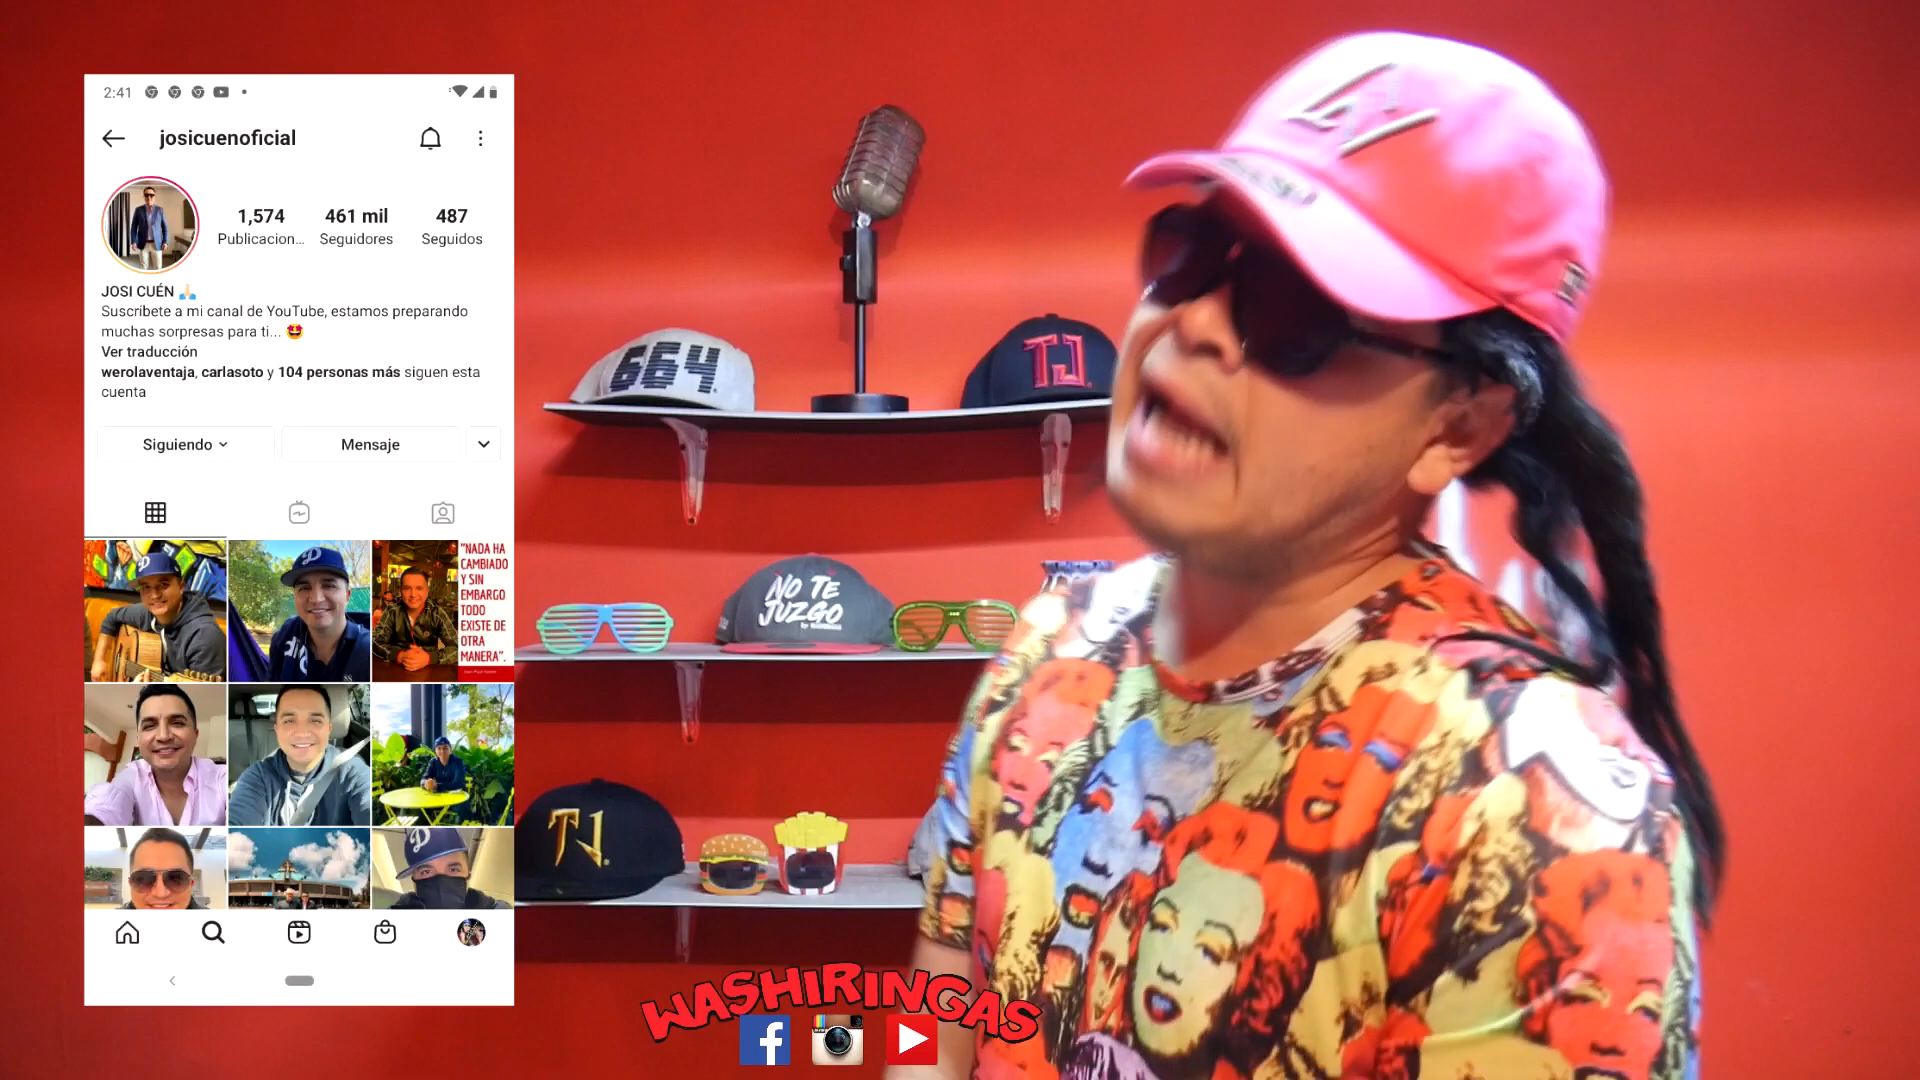 2:41
josicuenoficial
1,574
461 mil
487
Publicacion...
Seguidores
Seguidos
JOSI CUÉN 🙏
Suscríbete a mi canal de YouTube, estamos preparando
muchas sorpresas para ti... 🤩
Ver traducción
werolaventaja, carlasoto y 104 personas más siguen esta
cuenta
Siguiendo
Mensaje
"NADA HA
CAMBIADO
Y SIN
EMBARGO
TODO
EXISTE DE
OTRA
MANERA".
664
TJ
NO TE
JUZGO
TJ
WASHIRINGAS